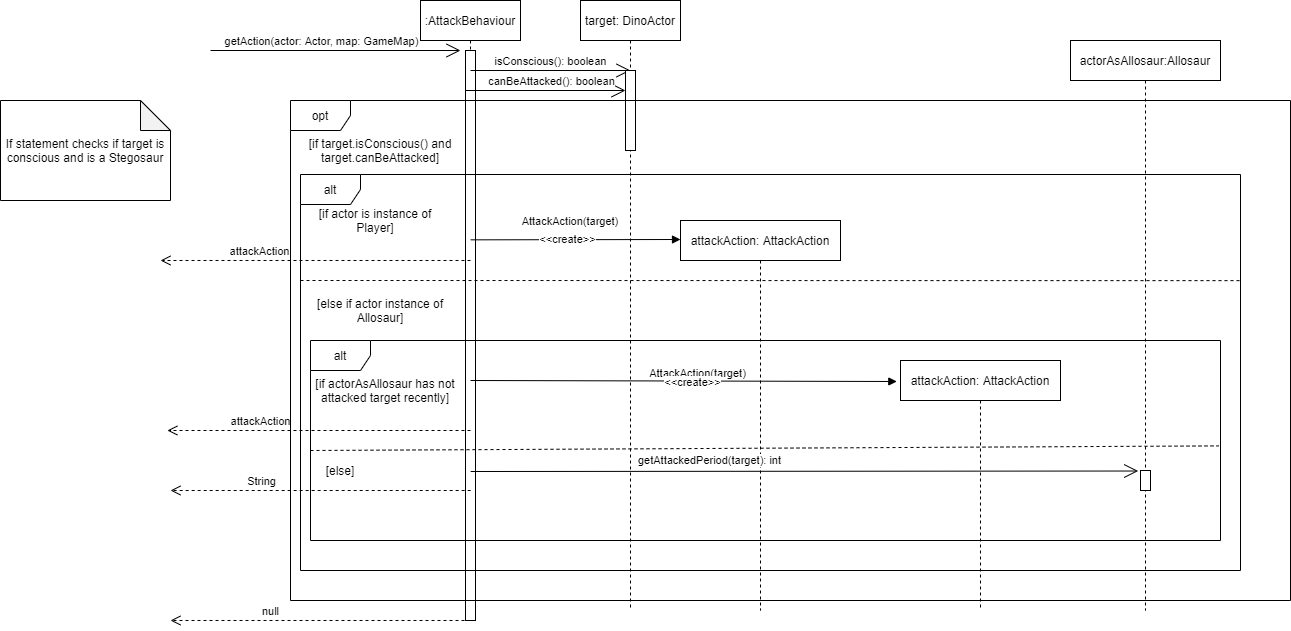 :AttackBehaviour
target: DinoActor
getAction(actor: Actor, map: GameMap)
isConscious(): boolean
actorAsAllosaur:Allosaur
canBeAttacked(): boolean
opt
If statement checks if target is
conscious and is a Stegosaur
[if target.isConscious() and
target.canBeAttacked]
alt
[if actor is instance of
Player]
AttackAction(target)
<<create>>
attackAction: AttackAction
attackAction
[else if actor instance of
Allosaur]
alt
AttackAction(target)
<<create>>
attackAction: AttackAction
[if actorAsAllosaur has not
attacked target recently]
attackAction
getAttackedPeriod(target): int
[else]
String
null